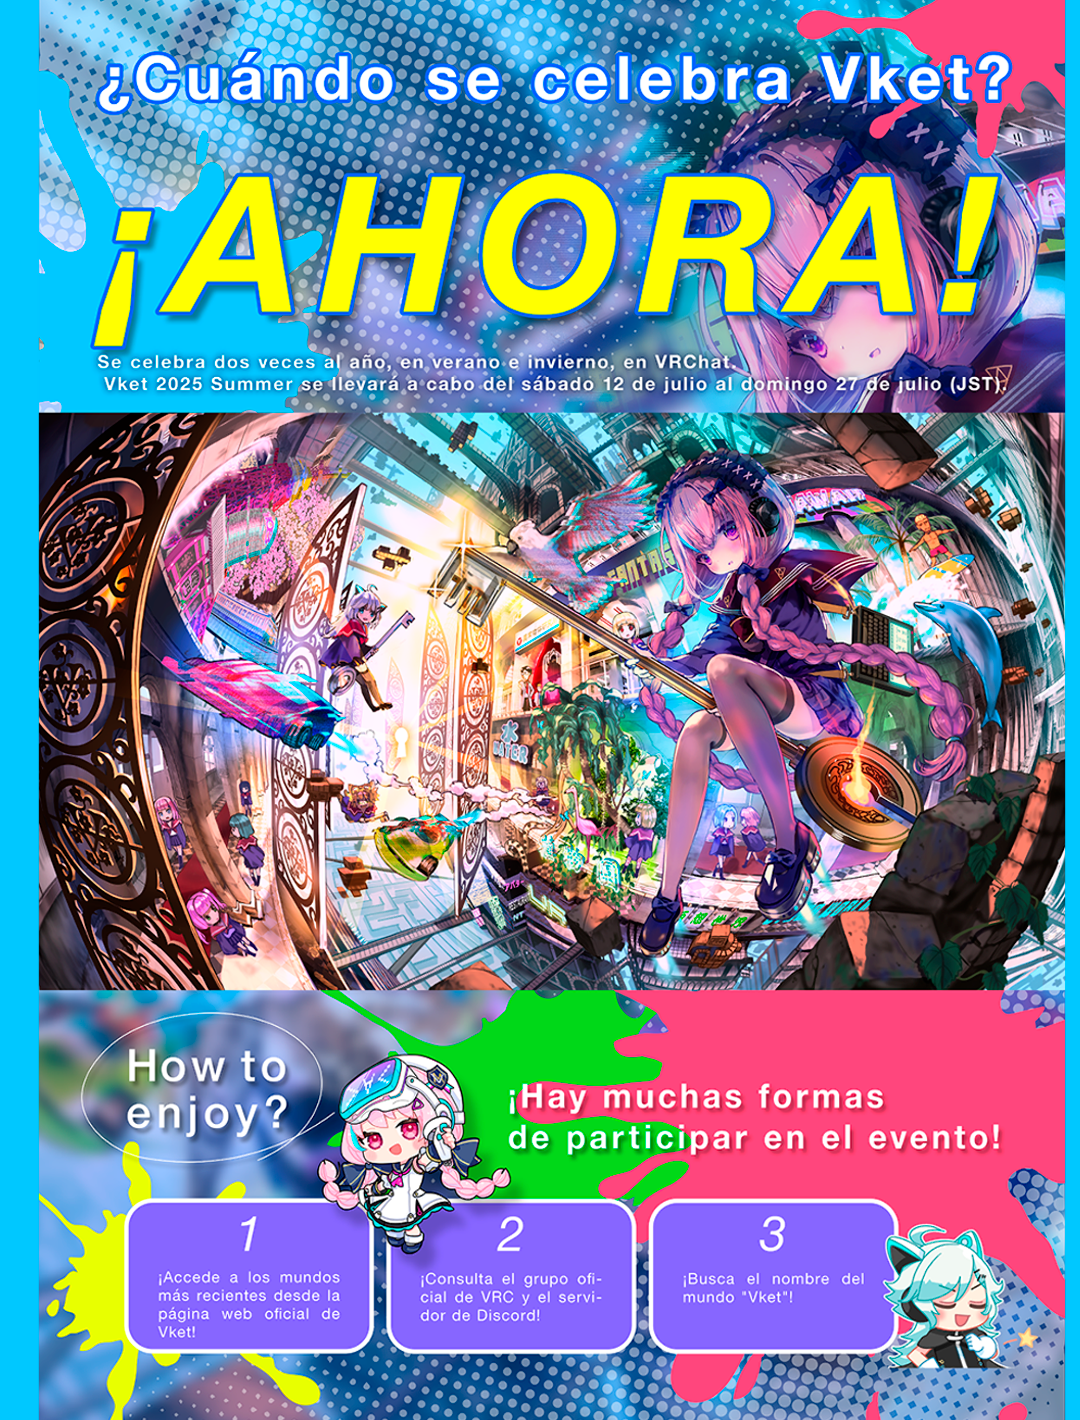 ¿Cuándo se celebra Vket?
¡AHORA!
Se celebra dos veces al año, en verano e invierno, en VRChat.
Vket 2025 Summer se llevará a cabo del sábado 12 de julio al domingo 27 de julio (JST).
水
WATER
How to
enjoy?
¡Hay muchas formas
de participar en el evento!
1
¡Accede a los mundos
más recientes desde la
página web oficial de
Vket!
2
¡Consulta el grupo ofi-
cial de VRC y el servi-
dor de Discord!
3
¡Busca el nombre del
mundo "Vket"!